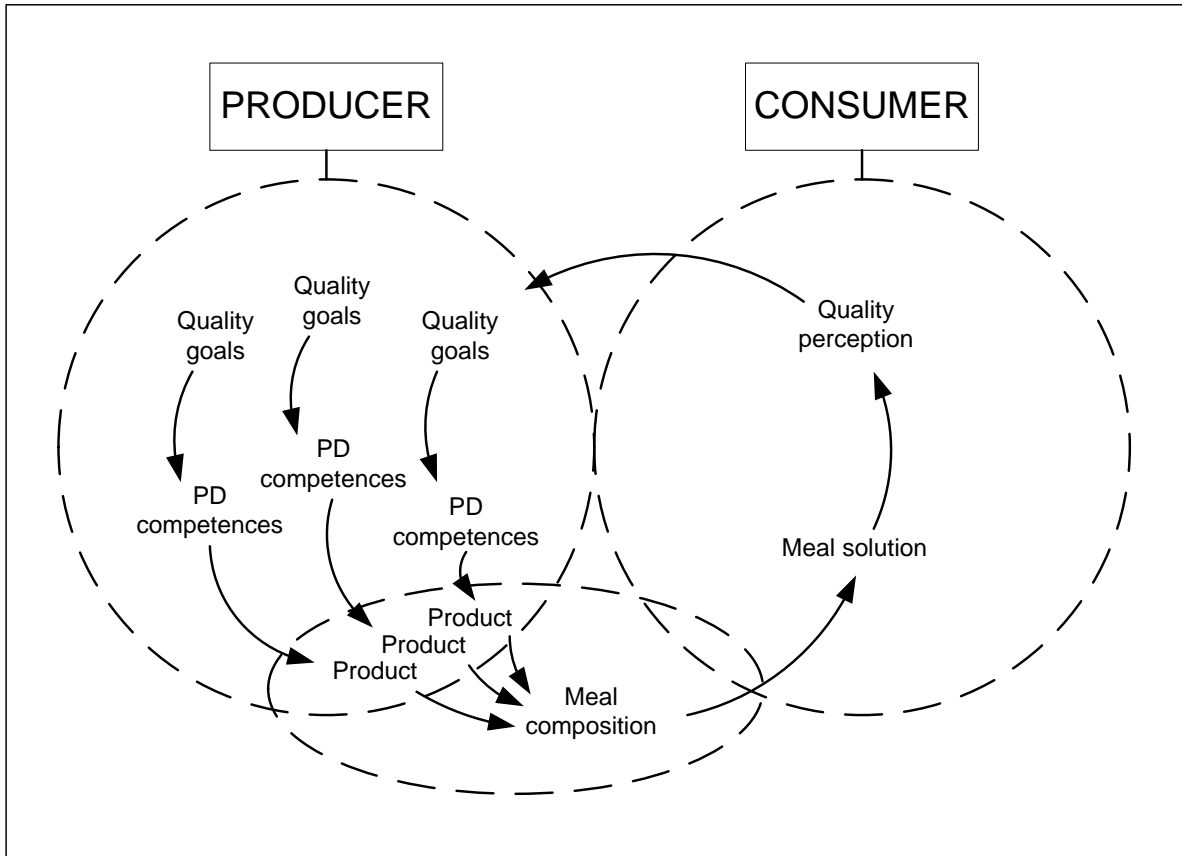 PRODUCER
CONSUMER
Quality
goals
Quality
goals
Quality
goals
Quality
perception
PD
competences
PD
competences
PD
competences
Meal solution
Product
Product
Product
Meal
composition